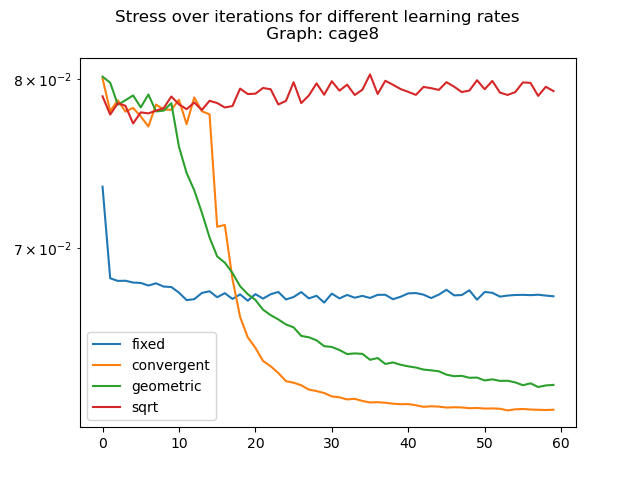 Stress over iterations for different learning rates
Graph: cage8
8 × 10⁻²
7 × 10⁻²
fixed
convergent
geometric
sqrt
0 10 20 30 40 50 60